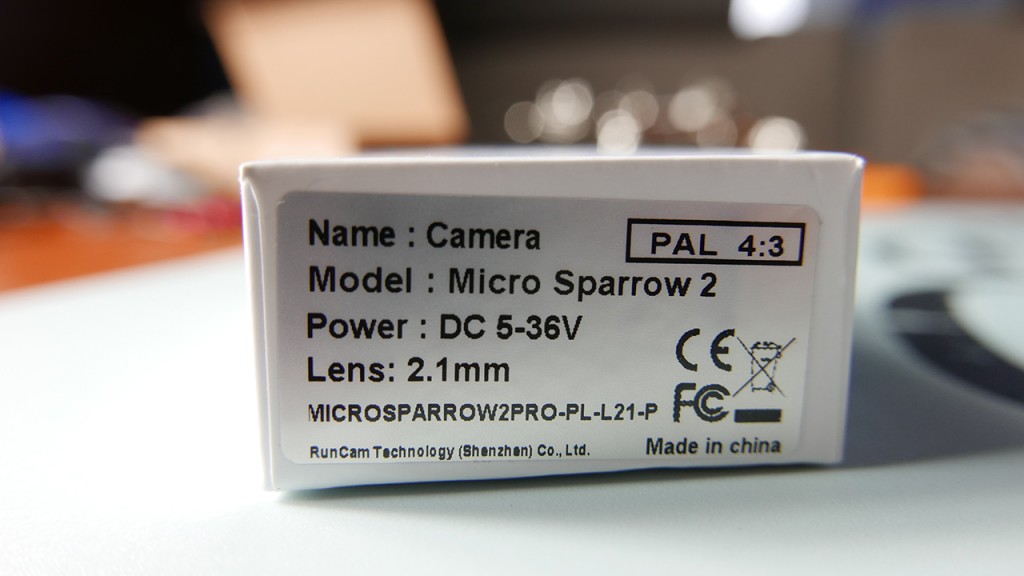 Name : Camera
PAL 4:3
Model : Micro Sparrow 2
Power : DC 5-36V
Lens: 2.1mm
CE
FC
MICROSPARROW2PRO-PL-L21-P
RunCam Technology (Shenzhen) Co., Ltd.
Made in china